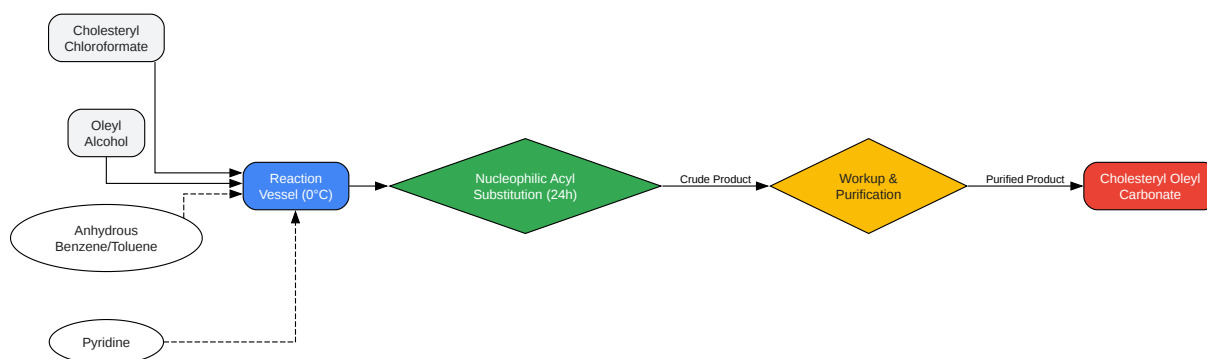 Cholesteryl
Chloroformate
Oleyl
Alcohol
Anhydrous
Benzene/Toluene
Pyridine
Reaction
Vessel (0°C)
Nucleophilic Acyl
Substitution (24h)
Crude Product
Workup &
Purification
Purified Product
Cholesteryl Oleyl
Carbonate